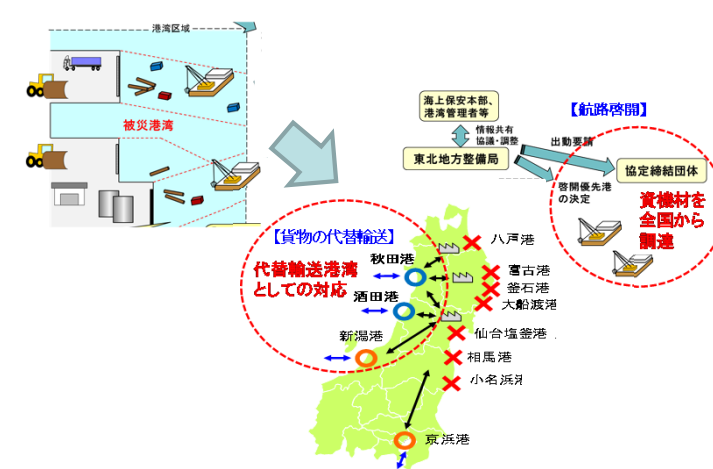 港湾区域
被災港湾
海上保安本部、
港湾管理者等
情報共有
協議・調整
東北地方整備局
【航路啓開】
出動要請
協定締結団体
啓開優先港
の決定
資機材を
全国から
調達
【貨物の代替輸送】
代替輸送港湾
としての対応
秋田港
酒田港
新潟港
八戸港
宮古港
釜石港
大船渡港
仙台塩釜港
相馬港
小名浜港
京浜港